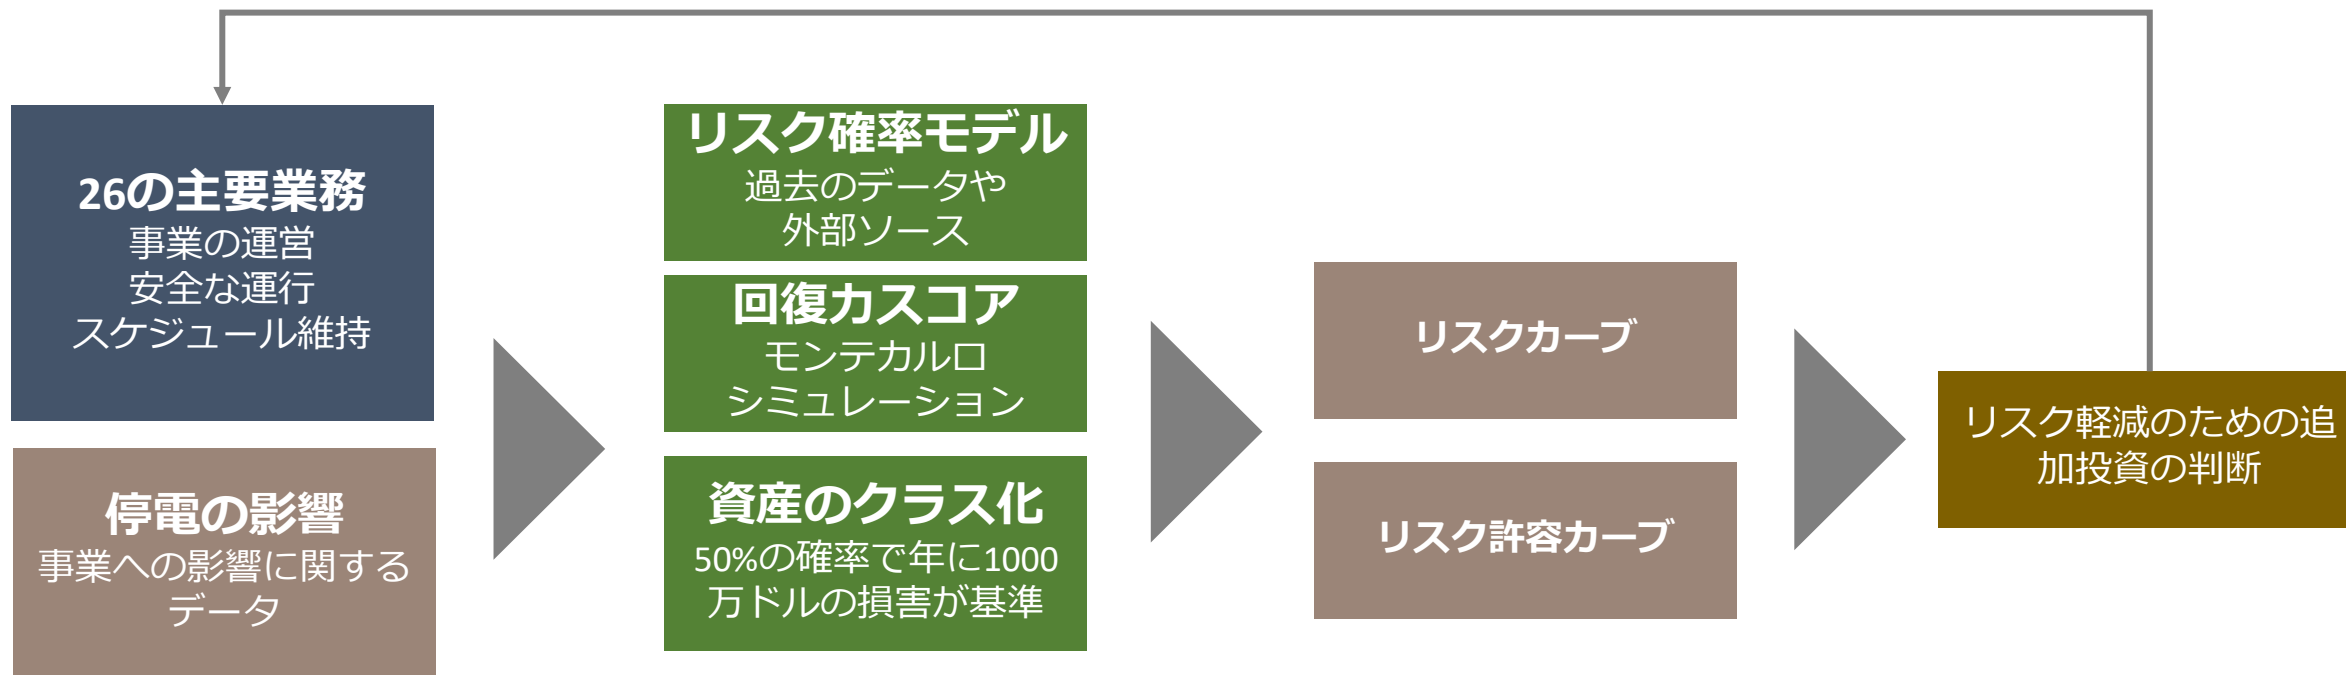 26の主要業務
事業の運営
安全な運行
スケジュール維持
停電の影響
事業への影響に関する
データ
リスク確率モデル
過去のデータや
外部ソース
回復力スコア
モンテカルロ
シミュレーション
資産のクラス化
50%の確率で年に1000
万ドルの損害が基準
リスクカーブ
リスク許容カーブ
リスク軽減のための追
加投資の判断